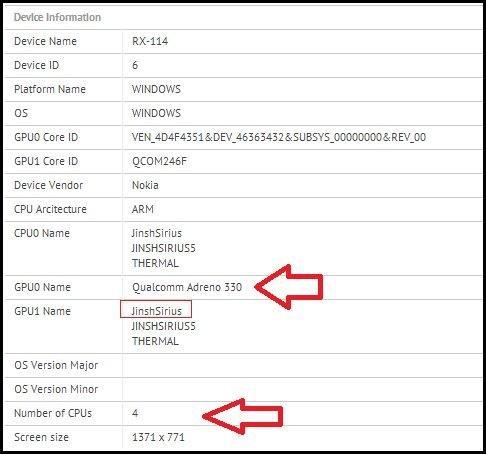 Device Information
Device Name RX-114
Device ID 6
Platform Name WINDOWS
OS WINDOWS
GPU0 Core ID VEN_4D4F4351&DEV_46363432&SUBSYS_00000000&REV_00
GPU1 Core ID QCOM246F
Device Vendor Nokia
CPU Arcitecture ARM
CPU0 Name JinshSirius
JINSHSIRIUS5
THERMAL
GPU0 Name Qualcomm Adreno 330
GPU1 Name JinshSirius
JINSHSIRIUS5
THERMAL
OS Version Major
OS Version Minor
Number of CPUs 4
Screen size 1371 x 771